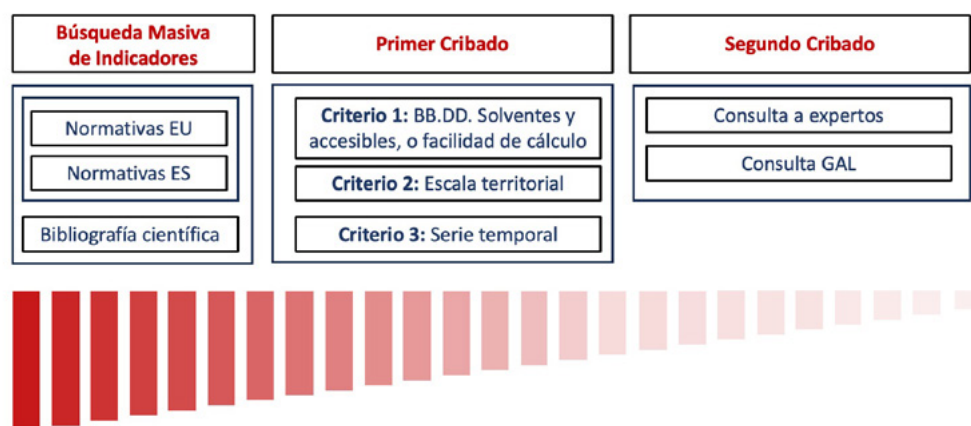 Búsqueda Masiva
de Indicadores
Normativas EU
Normativas ES
Bibliografía científica
Primer Cribado
Criterio 1: BB.DD. Solventes y
accesibles, o facilidad de cálculo
Criterio 2: Escala territorial
Criterio 3: Serie temporal
Segundo Cribado
Consulta a expertos
Consulta GAL